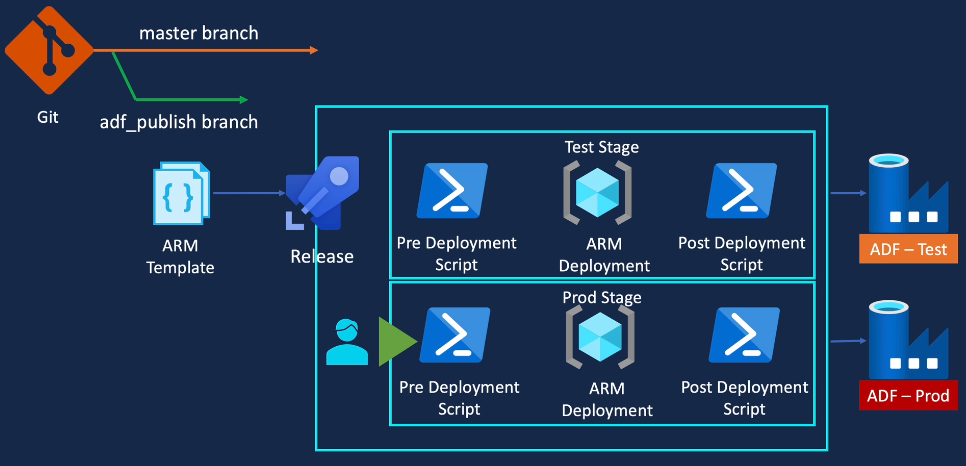 master branch
Git
adf_publish branch
ARM
Template
Release
Test Stage
Pre Deployment
Script
ARM
Deployment
Post Deployment
Script
ADF – Test
Prod Stage
Pre Deployment
Script
ARM
Deployment
Post Deployment
Script
ADF – Prod